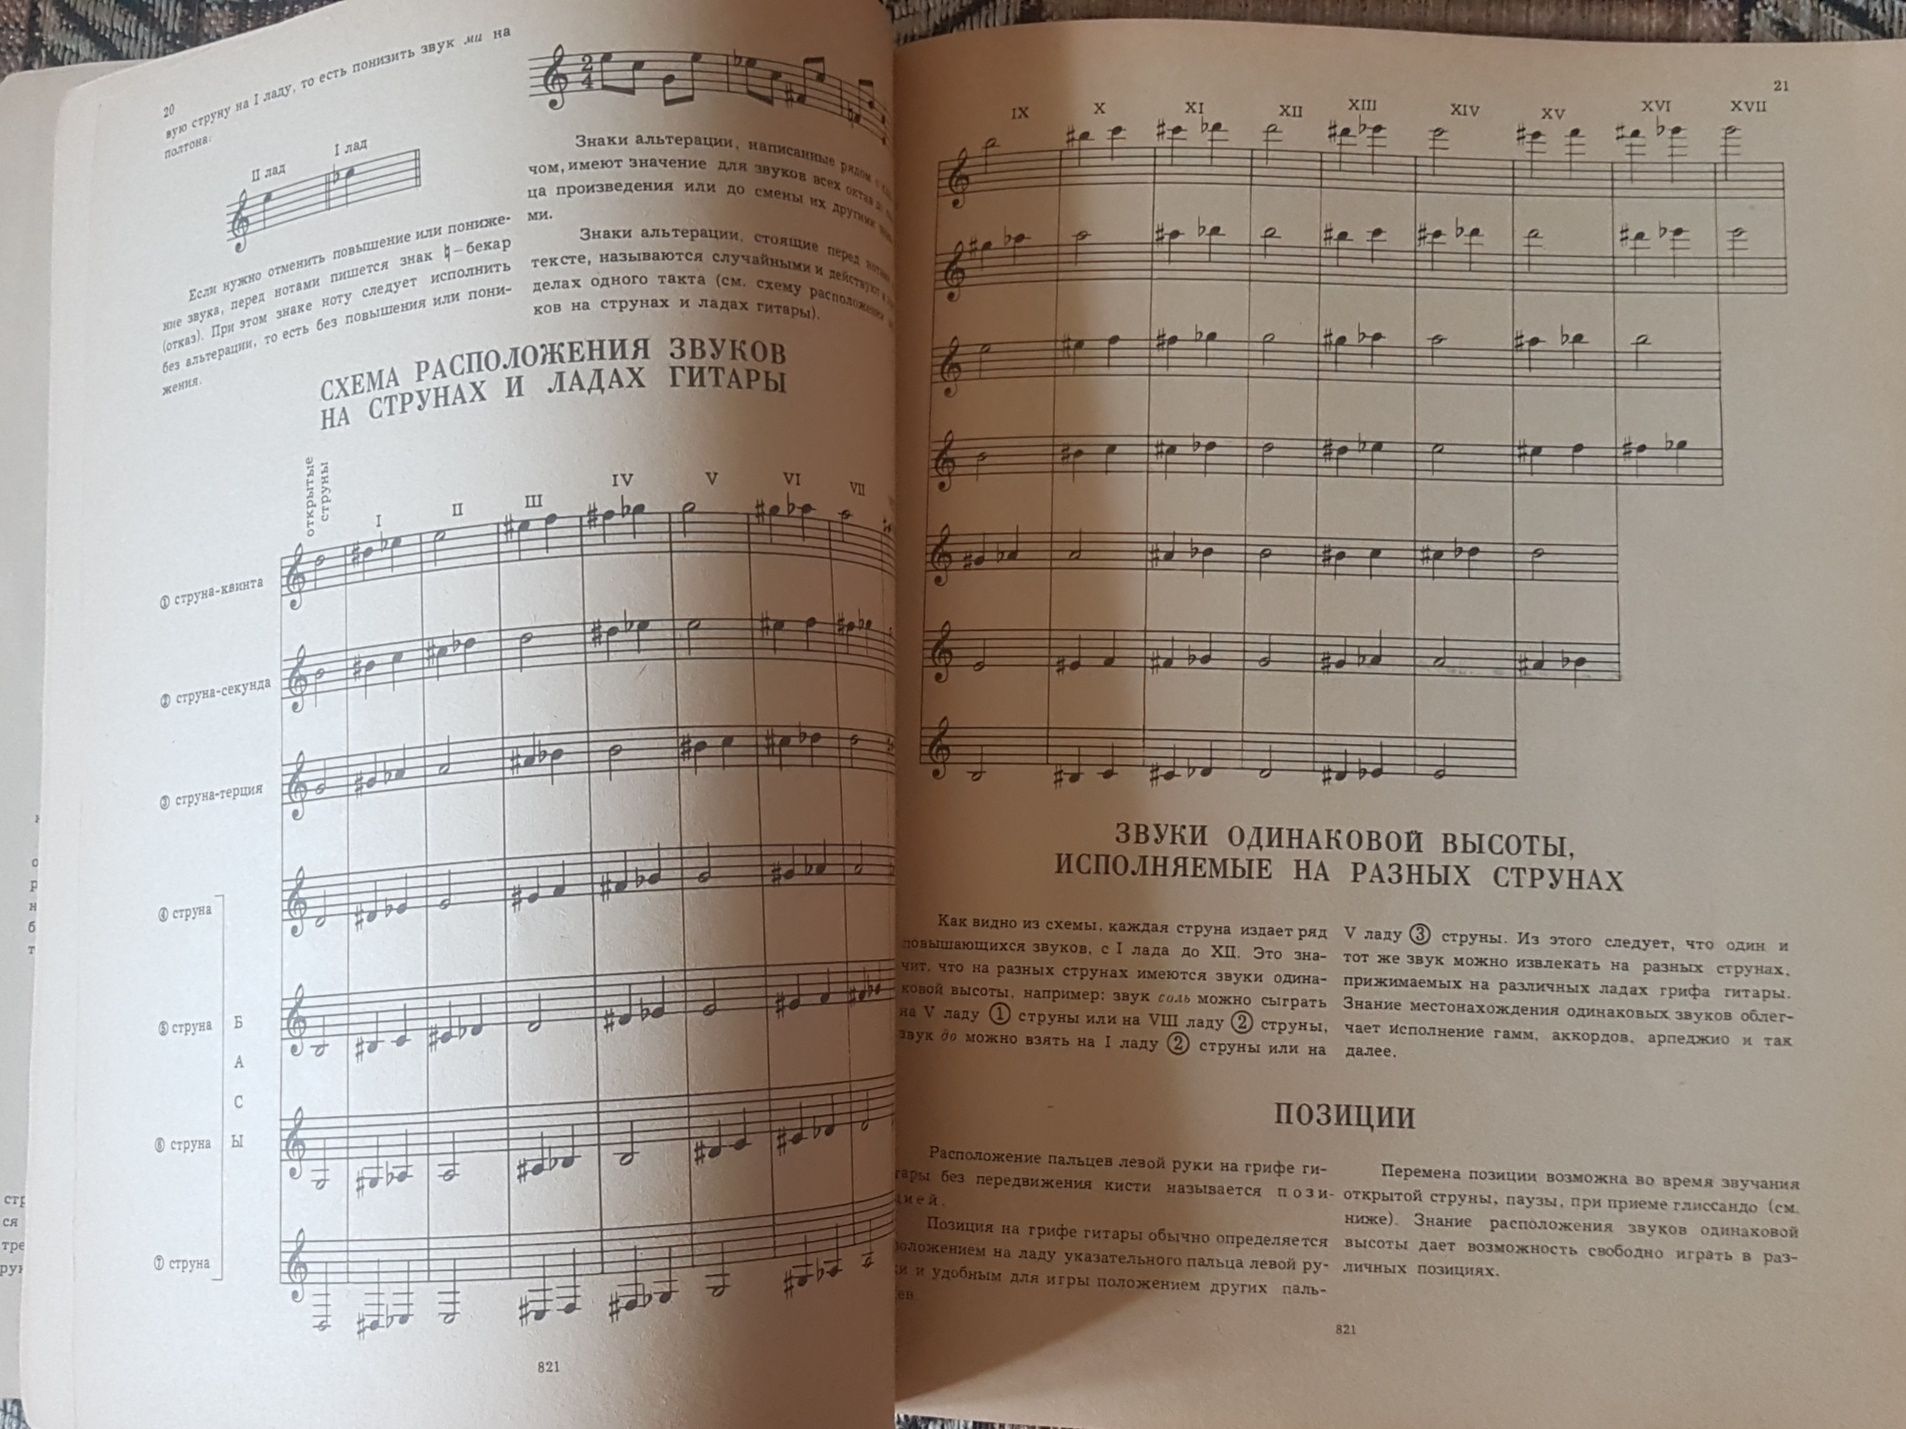 20
вую струну на I ладу, то есть понизить звук ми на
полтона:
II лад
I лад
Если нужно отменить повышение или пониже-
ние звука, перед нотами пишется знак ♮ — бекар
(отказ). При этом знаке ноту следует исполнить
без альтерации, то есть без повышения или пони-
жения.
2
4
Знаки альтерации, написанные рядом с
чом, имеют значение для звуков всех октав до
ца произведения или до смены их другими
ми.
Знаки альтерации, стоящие перед нотами
тексте, называются случайными и действуют
делах одного такта (см. схему расположения
ков на струнах и ладах гитары).
СХЕМА РАСПОЛОЖЕНИЯ ЗВУКОВ
НА СТРУНАХ И ЛАДАХ ГИТАРЫ
открытые
струны
I
II
III
IV
V
VI
VII
① струна-квинта
② струна-секунда
③ струна-терция
④ струна
⑤ струна
⑥ струна
⑦ струна
Б
А
С
Ы
821
21
IX
X
XI
XII
XIII
XIV
XV
XVI
XVII
ЗВУКИ ОДИНАКОВОЙ ВЫСОТЫ,
ИСПОЛНЯЕМЫЕ НА РАЗНЫХ СТРУНАХ
Как видно из схемы, каждая струна издает ряд
повышающихся звуков, с I лада до XII. Это зна-
чит, что на разных струнах имеются звуки одина-
ковой высоты, например: звук соль можно сыграть
на V ладу ① струны или на VIII ладу ② струны,
звук до можно взять на I ладу ② струны или на
V ладу ③ струны. Из этого следует, что один и
тот же звук можно извлекать на разных струнах,
прижимаемых на различных ладах грифа гитары.
Знание местонахождения одинаковых звуков облег-
чает исполнение гамм, аккордов, арпеджио и так
далее.
ПОЗИЦИИ
Расположение пальцев левой руки на грифе ги-
тары без передвижения кисти называется пози-
цией.
Позиция на грифе гитары обычно определяется
положением на ладу указательного пальца левой ру-
ки и удобным для игры положением других паль-
цев.
Перемена позиции возможна во время звучания
открытой струны, паузы, при приеме глиссандо (см.
ниже). Знание расположения звуков одинаковой
высоты дает возможность свободно играть в раз-
личных позициях.
821